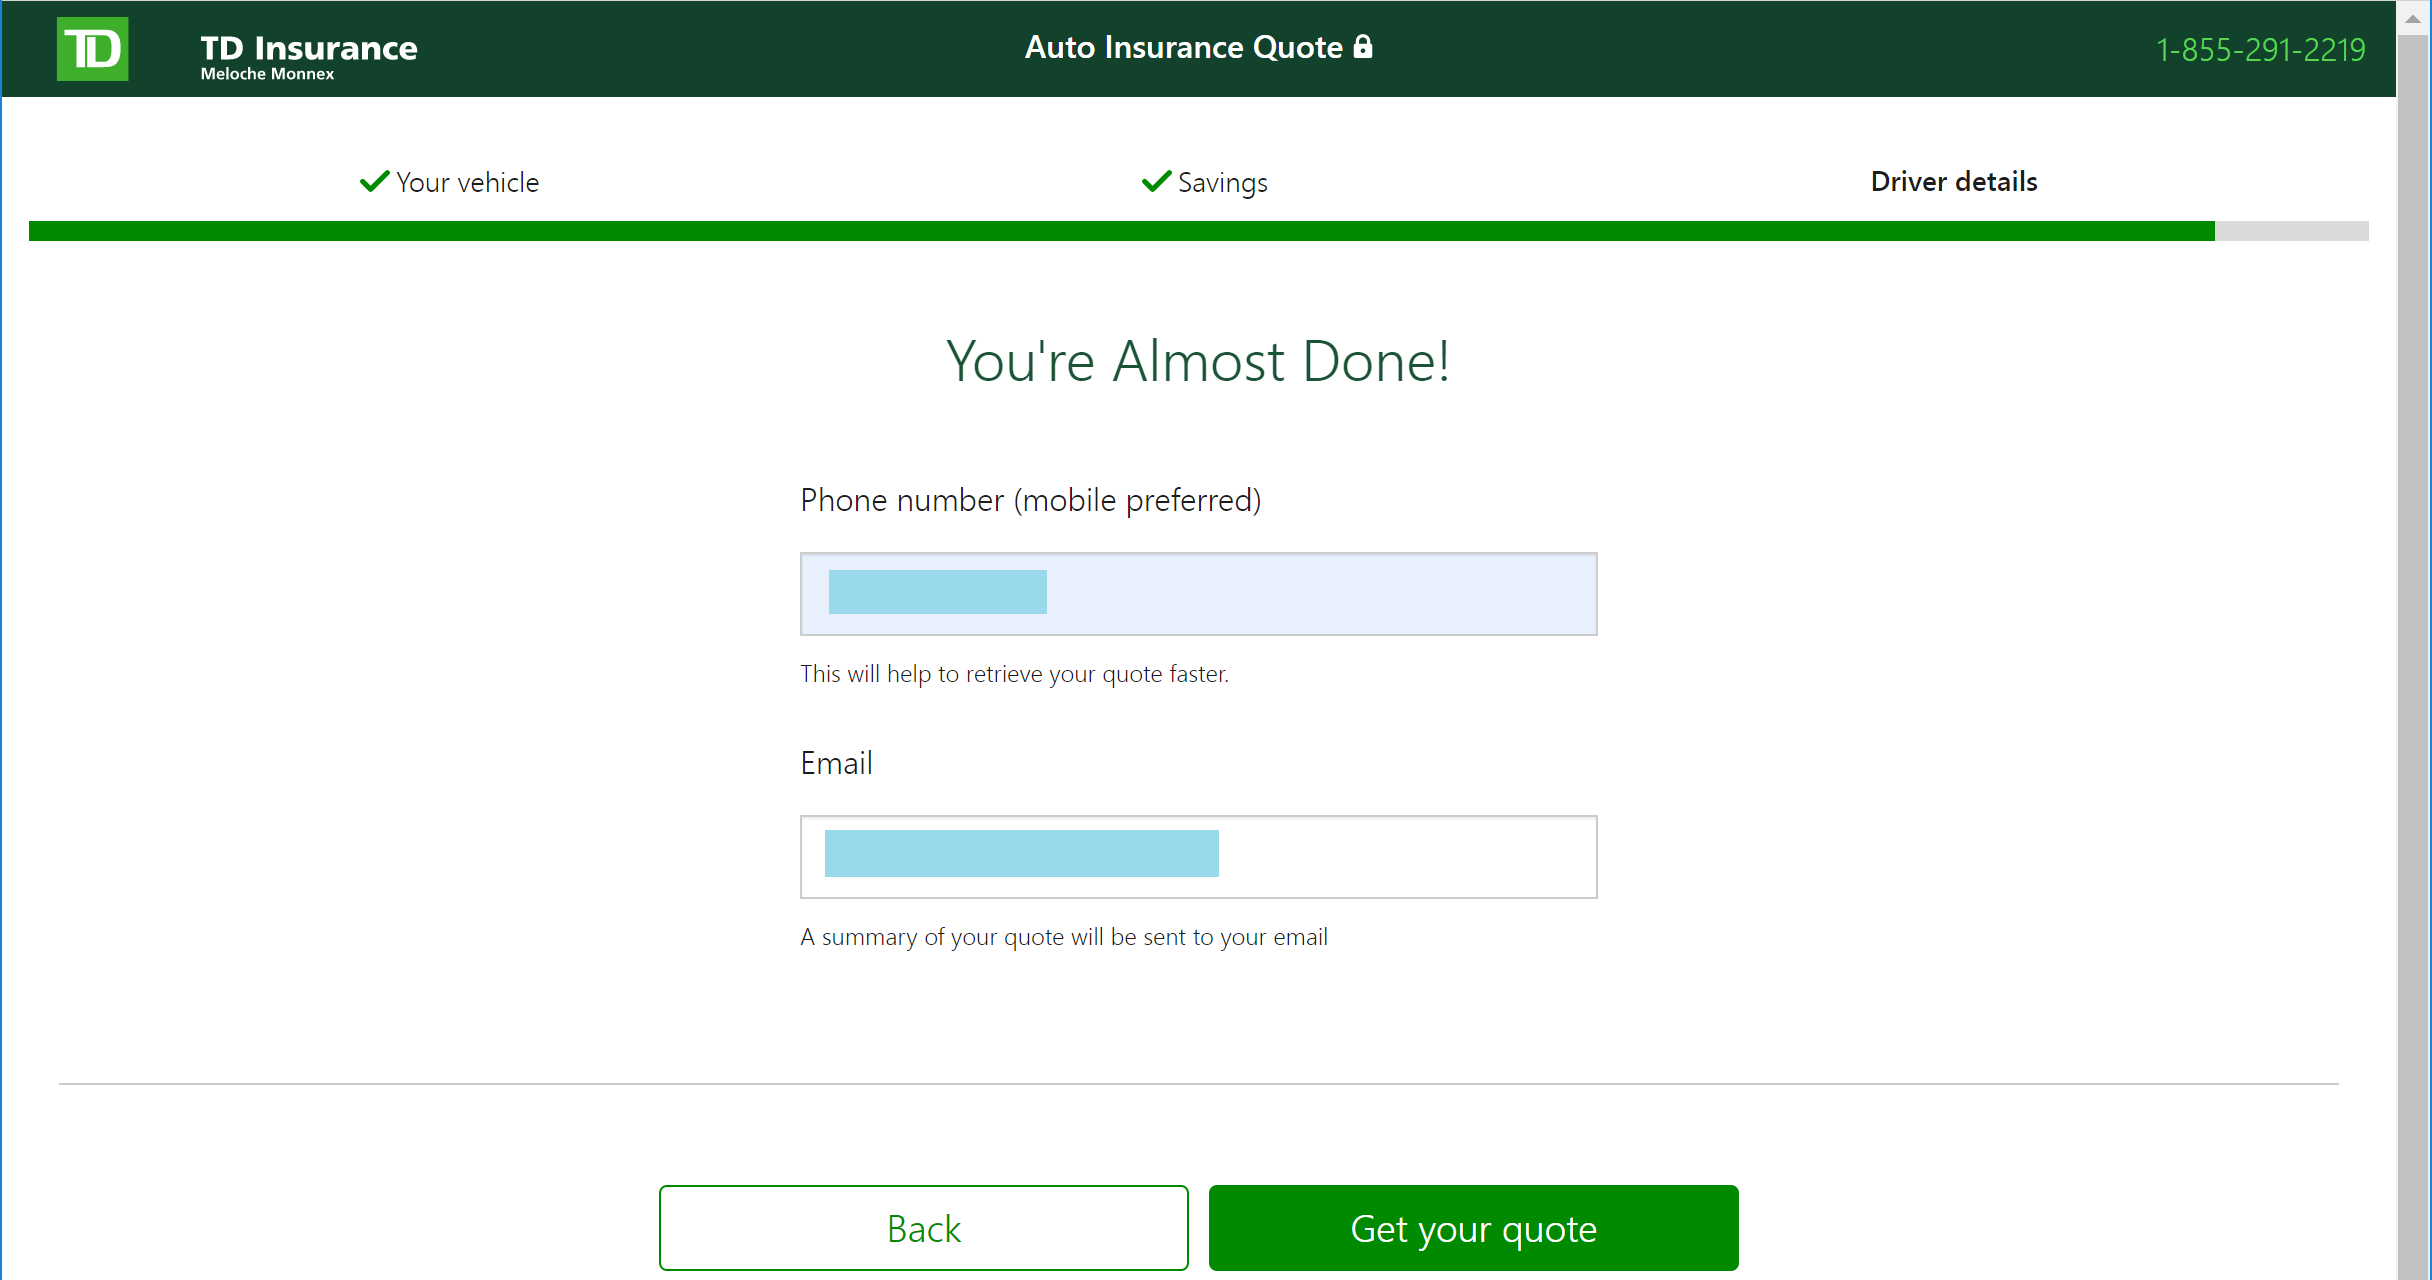 TD
TD Insurance
Meloche Monnex
Auto Insurance Quote
1-855-291-2219
Your vehicle
Savings
Driver details
You're Almost Done!
Phone number (mobile preferred)
This will help to retrieve your quote faster.
Email
A summary of your quote will be sent to your email
Back
Get your quote